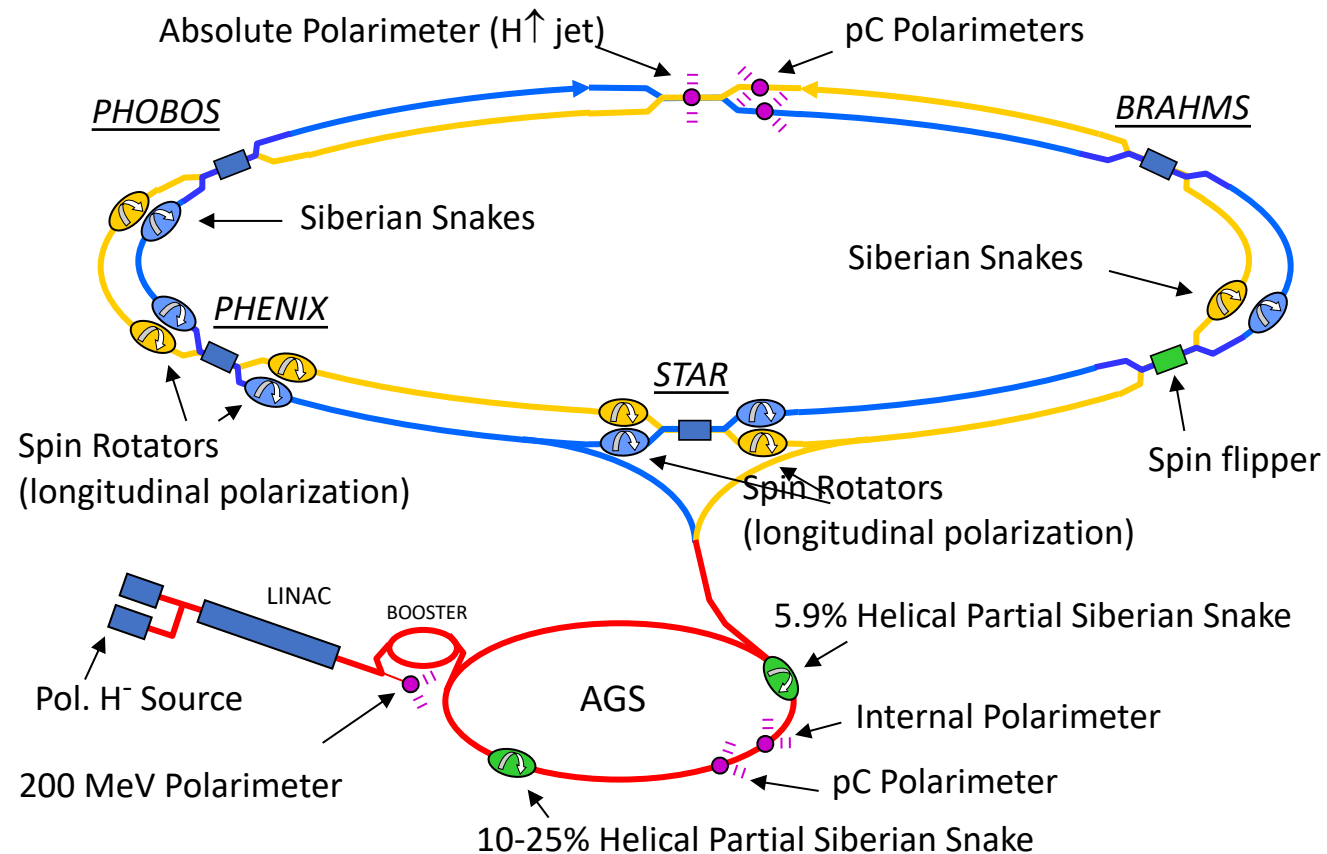 Absolute Polarimeter (H↑ jet)
pC Polarimeters
PHOBOS
BRAHMS
Siberian Snakes
Siberian Snakes
PHENIX
STAR
Spin Rotators
(longitudinal polarization)
Spin flipper
Spin Rotators
(longitudinal polarization)
LINAC
BOOSTER
5.9% Helical Partial Siberian Snake
Pol. H⁻ Source
AGS
Internal Polarimeter
200 MeV Polarimeter
pC Polarimeter
10-25% Helical Partial Siberian Snake